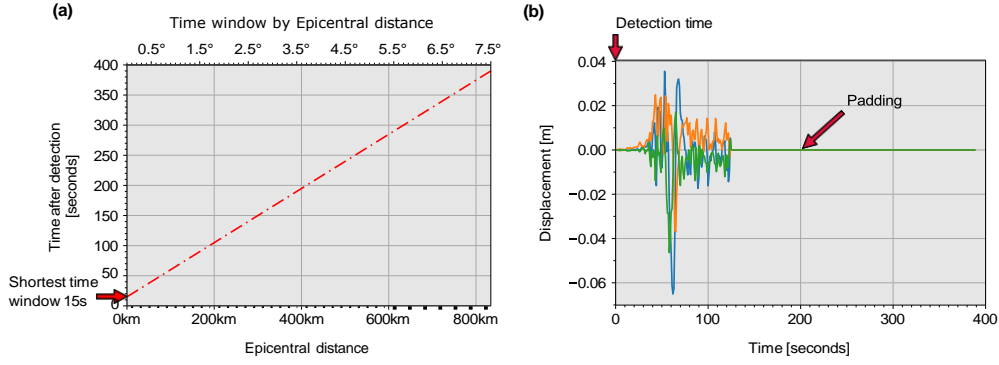 (a)
Time window by Epicentral distance
0.5° 1.5° 2.0° 3.5° 4.5° 5.5° 6.5° 7.5°
400
350
300
250
200
150
100
50
0
Time after detection
[seconds]
Shortest time
window 15s
0km 200km 400km 600km 800km
Epicentral distance
(b)
Detection time
0.04
0.02
0.00
−0.02
−0.04
−0.06
Displacement [m]
Padding
0 100 200 300 400
Time [seconds]